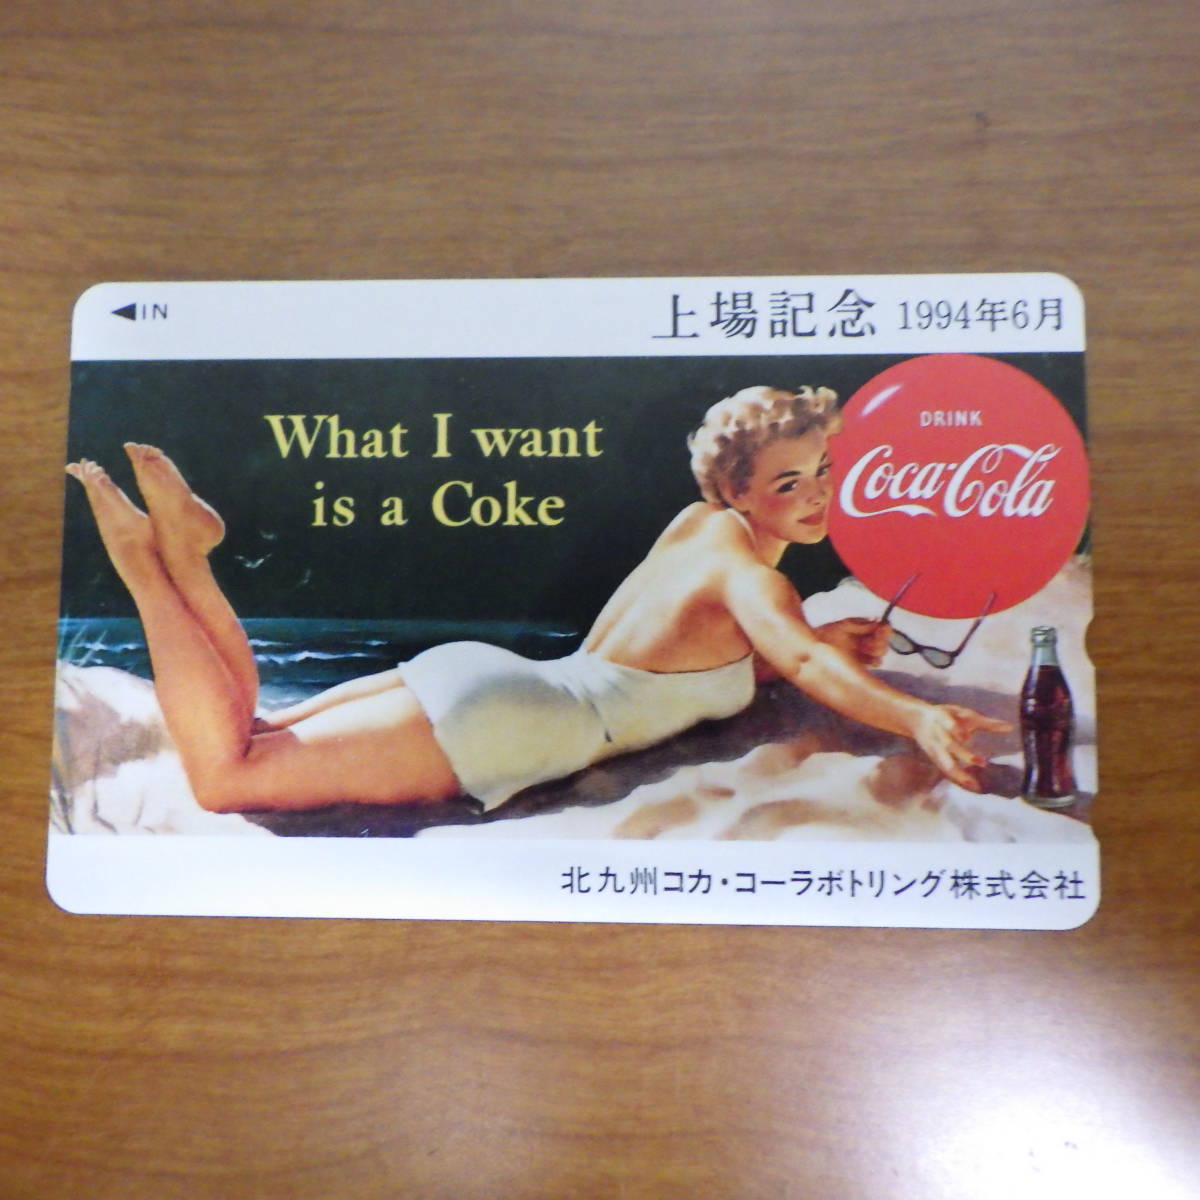 ◀IN
上場記念 1994年6月
What I want
is a Coke
DRINK
Coca-Cola
北九州コカ・コーラボトリング株式会社